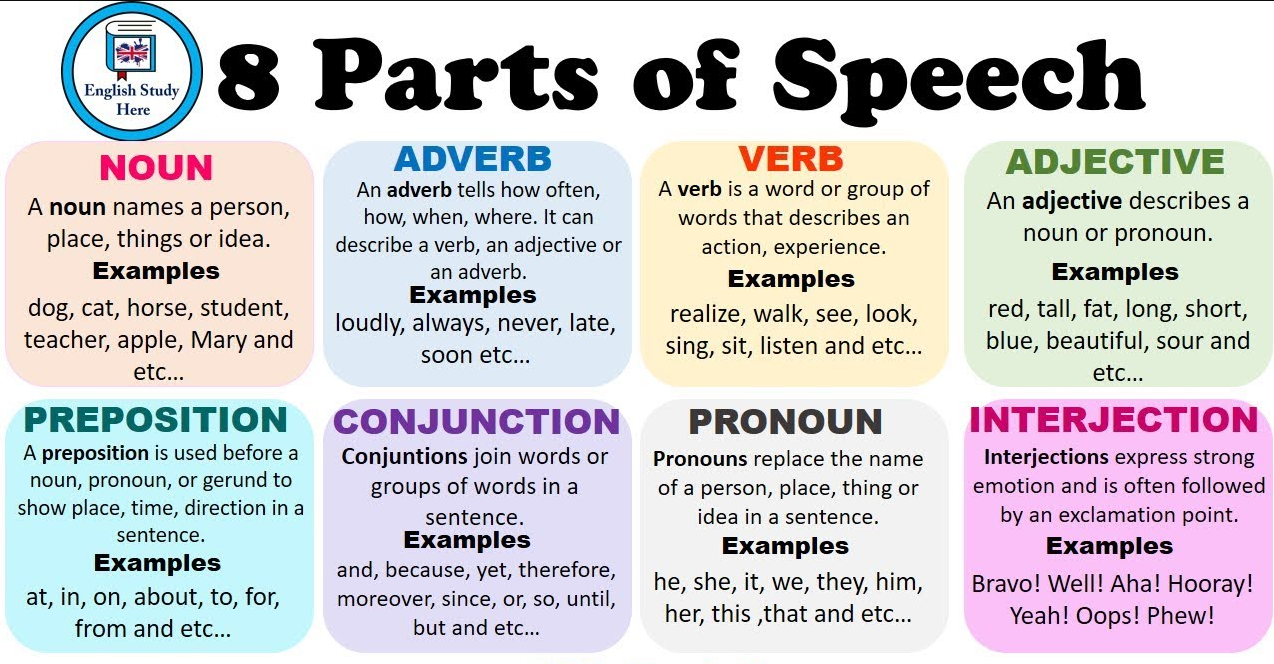 English Study
Here
8 Parts of Speech
NOUN
A noun names a person,
place, things or idea.
Examples
dog, cat, horse, student,
teacher, apple, Mary and
etc...
ADVERB
An adverb tells how often,
how, when, where. It can
describe a verb, an adjective or
an adverb.
Examples
loudly, always, never, late,
soon etc...
VERB
A verb is a word or group of
words that describes an
action, experience.
Examples
realize, walk, see, look,
sing, sit, listen and etc...
ADJECTIVE
An adjective describes a
noun or pronoun.
Examples
red, tall, fat, long, short,
blue, beautiful, sour and
etc...
PREPOSITION
A preposition is used before a
noun, pronoun, or gerund to
show place, time, direction in a
sentence.
Examples
at, in, on, about, to, for,
from and etc...
CONJUNCTION
Conjuntions join words or
groups of words in a
sentence.
Examples
and, because, yet, therefore,
moreover, since, or, so, until,
but and etc...
PRONOUN
Pronouns replace the name
of a person, place, thing or
idea in a sentence.
Examples
he, she, it, we, they, him,
her, this ,that and etc...
INTERJECTION
Interjections express strong
emotion and is often followed
by an exclamation point.
Examples
Bravo! Well! Aha! Hooray!
Yeah! Oops! Phew!